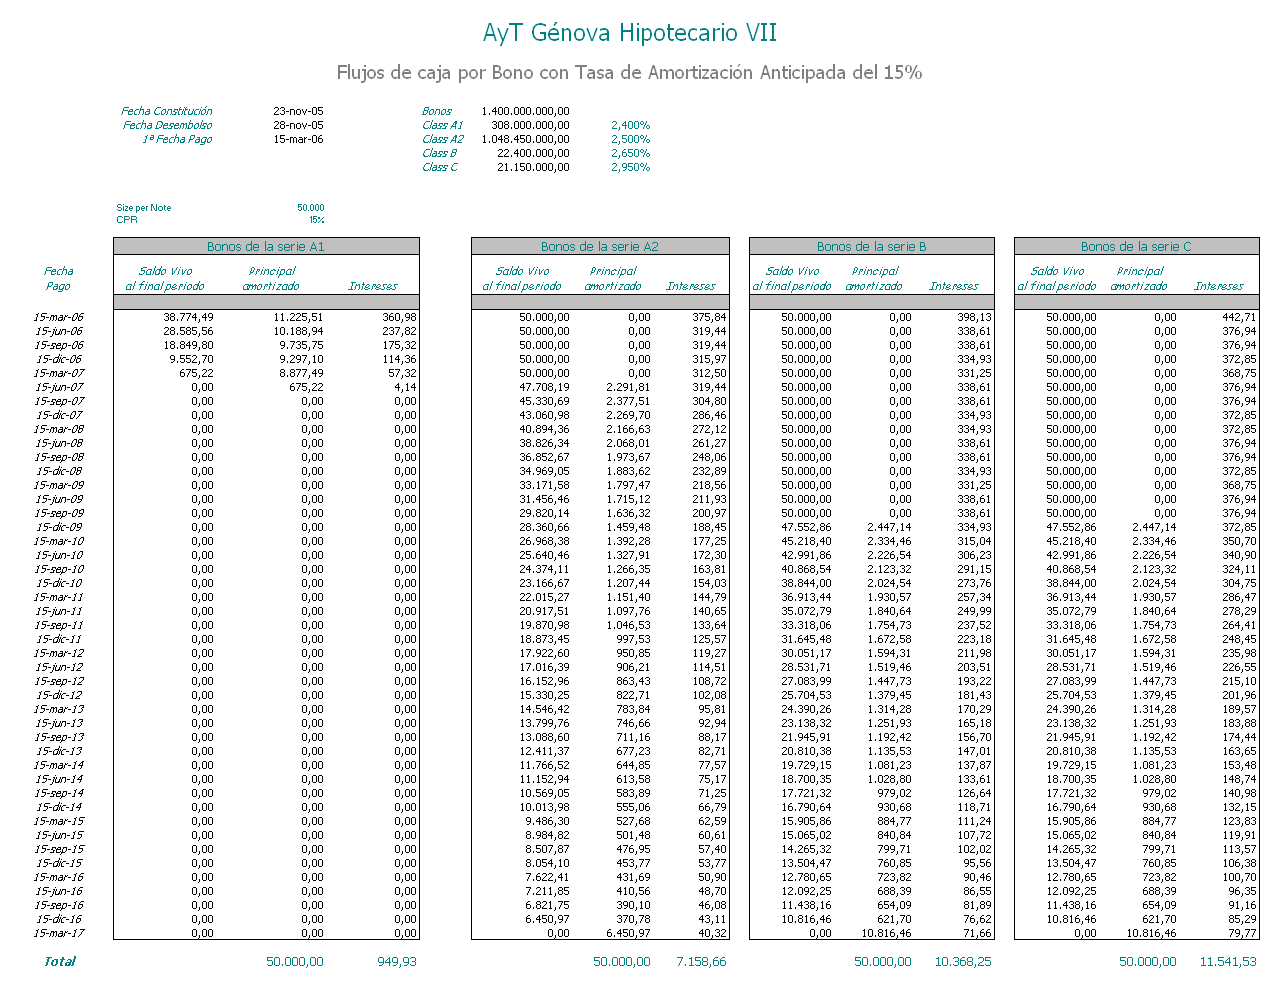 AyT Génova Hipotecario VII
Flujos de caja por Bono con Tasa de Amortización Anticipada del 15%
Fecha Constitución 23-nov-05 Bonos 1.400.000.000,00
Fecha Desembolso 28-nov-05 Class A1 308.000.000,00 2,400%
1ª Fecha Pago 15-mar-06 Class A2 1.048.450.000,00 2,500%
Class B 22.400.000,00 2,650%
Class C 21.150.000,00 2,950%
Size per Note 50.000
CPR 15%
Bonos de la serie A1 Bonos de la serie A2 Bonos de la serie B Bonos de la serie C
Fecha Saldo Vivo Principal Saldo Vivo Principal Saldo Vivo Principal Saldo Vivo Principal
Pago al final periodo amortizado Intereses al final periodo amortizado Intereses al final periodo amortizado Intereses al final periodo amortizado Intereses
15-mar-06 38.774,49 11.225,51 360,98 50.000,00 0,00 375,84 50.000,00 0,00 398,13 50.000,00 0,00 442,71
15-jun-06 28.585,56 10.188,94 237,82 50.000,00 0,00 319,44 50.000,00 0,00 338,61 50.000,00 0,00 376,94
15-sep-06 18.849,80 9.735,75 175,32 50.000,00 0,00 319,44 50.000,00 0,00 338,61 50.000,00 0,00 376,94
15-dic-06 9.552,70 9.297,10 114,36 50.000,00 0,00 315,97 50.000,00 0,00 334,93 50.000,00 0,00 372,85
15-mar-07 675,22 8.877,49 57,32 50.000,00 0,00 312,50 50.000,00 0,00 331,25 50.000,00 0,00 368,75
15-jun-07 0,00 675,22 4,14 47.708,19 2.291,81 319,44 50.000,00 0,00 338,61 50.000,00 0,00 376,94
15-sep-07 0,00 0,00 0,00 45.330,69 2.377,51 304,80 50.000,00 0,00 338,61 50.000,00 0,00 376,94
15-dic-07 0,00 0,00 0,00 43.060,98 2.269,70 286,46 50.000,00 0,00 334,93 50.000,00 0,00 372,85
15-mar-08 0,00 0,00 0,00 40.894,36 2.166,63 272,12 50.000,00 0,00 334,93 50.000,00 0,00 372,85
15-jun-08 0,00 0,00 0,00 38.826,34 2.068,01 261,27 50.000,00 0,00 338,61 50.000,00 0,00 376,94
15-sep-08 0,00 0,00 0,00 36.852,67 1.973,67 248,06 50.000,00 0,00 338,61 50.000,00 0,00 376,94
15-dic-08 0,00 0,00 0,00 34.969,05 1.883,62 232,89 50.000,00 0,00 334,93 50.000,00 0,00 372,85
15-mar-09 0,00 0,00 0,00 33.171,58 1.797,47 218,56 50.000,00 0,00 331,25 50.000,00 0,00 368,75
15-jun-09 0,00 0,00 0,00 31.456,46 1.715,12 211,93 50.000,00 0,00 338,61 50.000,00 0,00 376,94
15-sep-09 0,00 0,00 0,00 29.820,14 1.636,32 200,97 50.000,00 0,00 338,61 50.000,00 0,00 376,94
15-dic-09 0,00 0,00 0,00 28.360,66 1.459,48 188,45 47.552,86 2.447,14 334,93 47.552,86 2.447,14 372,85
15-mar-10 0,00 0,00 0,00 26.968,38 1.392,28 177,25 45.218,40 2.334,46 315,04 45.218,40 2.334,46 350,70
15-jun-10 0,00 0,00 0,00 25.640,46 1.327,91 172,30 42.991,86 2.226,54 306,23 42.991,86 2.226,54 340,90
15-sep-10 0,00 0,00 0,00 24.374,11 1.266,35 163,81 40.868,54 2.123,32 291,15 40.868,54 2.123,32 324,11
15-dic-10 0,00 0,00 0,00 23.166,67 1.207,44 154,03 38.844,00 2.024,54 273,76 38.844,00 2.024,54 304,75
15-mar-11 0,00 0,00 0,00 22.015,27 1.151,40 144,79 36.913,44 1.930,57 257,34 36.913,44 1.930,57 286,47
15-jun-11 0,00 0,00 0,00 20.917,51 1.097,76 140,65 35.072,79 1.840,64 249,99 35.072,79 1.840,64 278,29
15-sep-11 0,00 0,00 0,00 19.870,98 1.046,53 133,64 33.318,06 1.754,73 237,52 33.318,06 1.754,73 264,41
15-dic-11 0,00 0,00 0,00 18.873,45 997,53 125,57 31.645,48 1.672,58 223,18 31.645,48 1.672,58 248,45
15-mar-12 0,00 0,00 0,00 17.922,60 950,85 119,27 30.051,17 1.594,31 211,98 30.051,17 1.594,31 235,98
15-jun-12 0,00 0,00 0,00 17.016,39 906,21 114,51 28.531,71 1.519,46 203,51 28.531,71 1.519,46 226,55
15-sep-12 0,00 0,00 0,00 16.152,96 863,43 108,72 27.083,99 1.447,73 193,22 27.083,99 1.447,73 215,10
15-dic-12 0,00 0,00 0,00 15.330,25 822,71 102,08 25.704,53 1.379,45 181,43 25.704,53 1.379,45 201,96
15-mar-13 0,00 0,00 0,00 14.546,42 783,84 95,81 24.390,26 1.314,28 170,29 24.390,26 1.314,28 189,57
15-jun-13 0,00 0,00 0,00 13.799,76 746,66 92,94 23.138,32 1.251,93 165,18 23.138,32 1.251,93 183,88
15-sep-13 0,00 0,00 0,00 13.088,60 711,16 88,17 21.945,91 1.192,42 156,70 21.945,91 1.192,42 174,44
15-dic-13 0,00 0,00 0,00 12.411,37 677,23 82,71 20.810,38 1.135,53 147,01 20.810,38 1.135,53 163,65
15-mar-14 0,00 0,00 0,00 11.766,52 644,85 77,57 19.729,15 1.081,23 137,87 19.729,15 1.081,23 153,48
15-jun-14 0,00 0,00 0,00 11.152,94 613,58 75,17 18.700,35 1.028,80 133,61 18.700,35 1.028,80 148,74
15-sep-14 0,00 0,00 0,00 10.569,05 583,89 71,25 17.721,32 979,02 126,64 17.721,32 979,02 140,98
15-dic-14 0,00 0,00 0,00 10.013,98 555,06 66,79 16.790,64 930,68 118,71 16.790,64 930,68 132,15
15-mar-15 0,00 0,00 0,00 9.486,30 527,68 62,59 15.905,86 884,77 111,24 15.905,86 884,77 123,83
15-jun-15 0,00 0,00 0,00 8.984,82 501,48 60,61 15.065,02 840,84 107,72 15.065,02 840,84 119,91
15-sep-15 0,00 0,00 0,00 8.507,87 476,95 57,40 14.265,32 799,71 102,02 14.265,32 799,71 113,57
15-dic-15 0,00 0,00 0,00 8.054,10 453,77 53,77 13.504,47 760,85 95,56 13.504,47 760,85 106,38
15-mar-16 0,00 0,00 0,00 7.622,41 431,69 50,90 12.780,65 723,82 90,46 12.780,65 723,82 100,70
15-jun-16 0,00 0,00 0,00 7.211,85 410,56 48,70 12.092,25 688,39 86,55 12.092,25 688,39 96,35
15-sep-16 0,00 0,00 0,00 6.821,75 390,10 46,08 11.438,16 654,09 81,89 11.438,16 654,09 91,16
15-dic-16 0,00 0,00 0,00 6.450,97 370,78 43,11 10.816,46 621,70 76,62 10.816,46 621,70 85,29
15-mar-17 0,00 0,00 0,00 0,00 6.450,97 40,32 0,00 10.816,46 71,66 0,00 10.816,46 79,77
Total 50.000,00 949,93 50.000,00 7.158,66 50.000,00 10.368,25 50.000,00 11.541,53